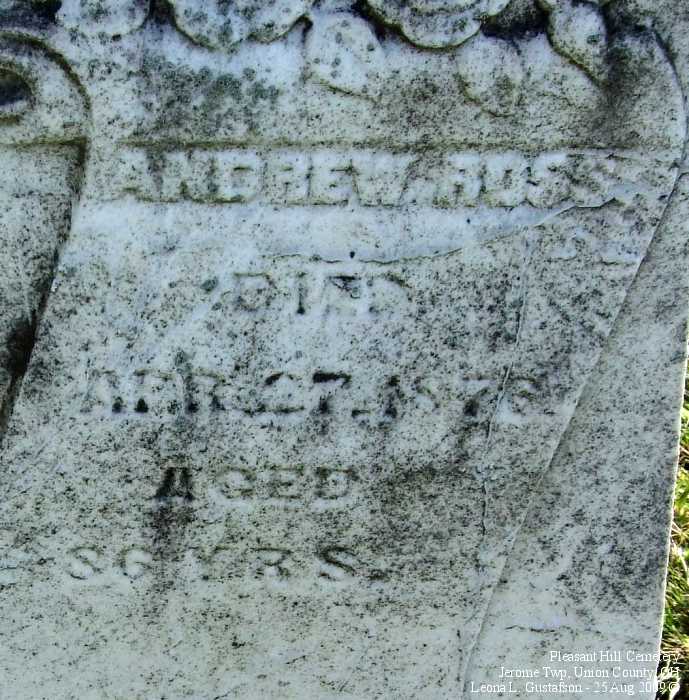 ANDREW ROSS
DIED
APR. 27. 1878
AGED
86 YRS.
Pleasant Hill Cemetery
Jerome Twp, Union County, OH
Leona L. Gustafson - 25 Aug 2009 ©